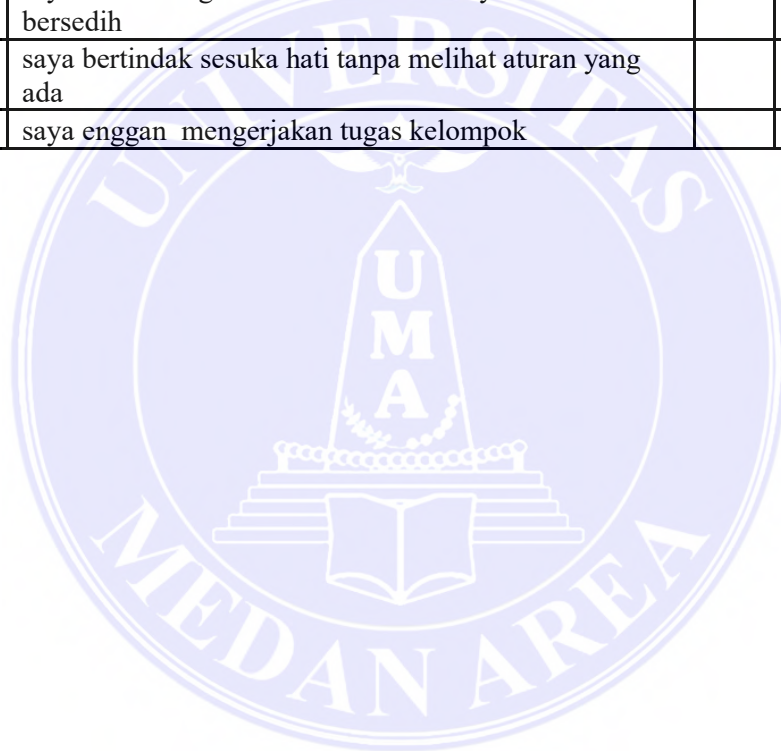 bersedih
saya bertindak sesuka hati tanpa melihat aturan yang
ada
saya enggan  mengerjakan tugas kelompok
UNIVERSITAS
U
M
A
MEDAN AREA